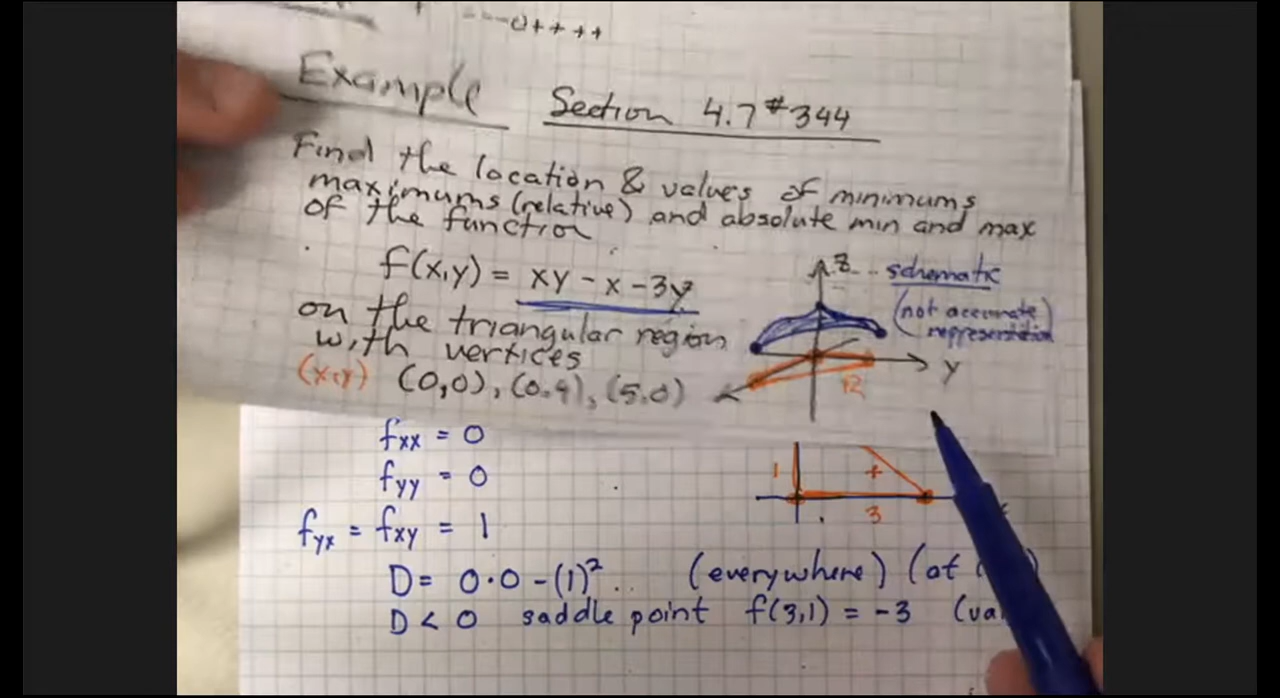 ---0++++
Example Section 4.7 #344
Find the location & values of minimums
maximums (relative) and absolute min and max
of the function
f(x,y) = xy - x - 3y
on the triangular region
with vertices
(x,y) (0,0), (0,4), (5,0)
z schematic
(not accurate
representation
y
R
fxx = 0
fyy = 0
fyx = fxy = 1
1 +
3
D = 0·0 - (1)² .. (everywhere) (at
D < 0 saddle point f(3,1) = -3